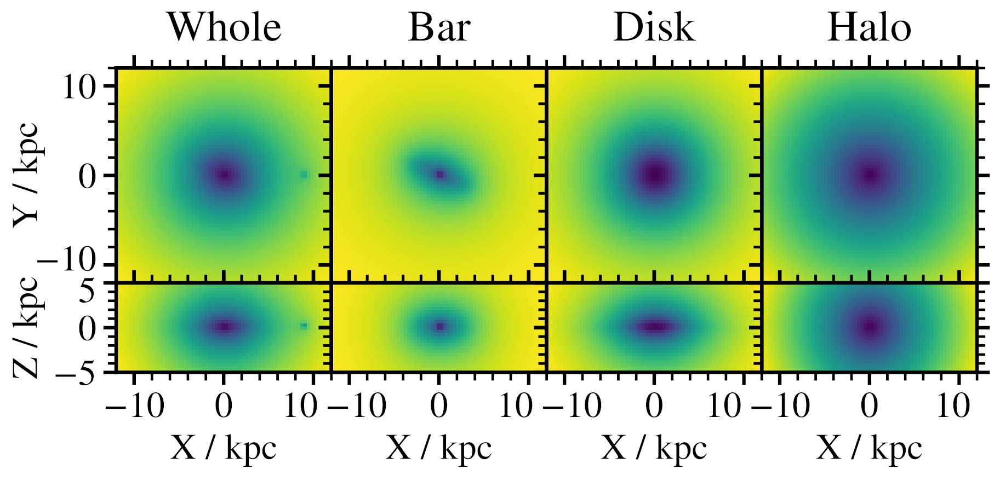 Whole Bar Disk Halo
10
0
−10
Y / kpc
5
0
−5
Z / kpc
−10 0 10 −10 0 10 −10 0 10 −10 0 10
X / kpc X / kpc X / kpc X / kpc